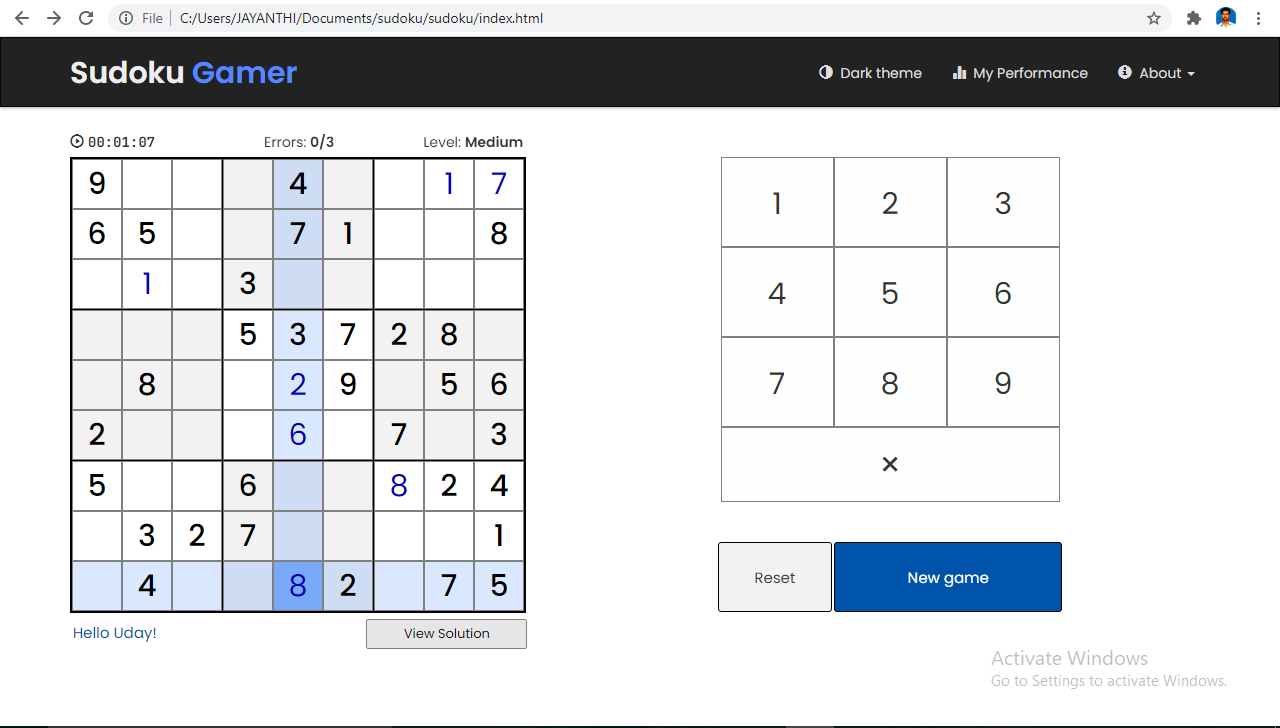 File | C:/Users/JAYANTHI/Documents/sudoku/sudoku/index.html
Sudoku Gamer Dark theme My Performance About
00:01:07 Errors: 0/3 Level: Medium
9 4 1 7
6 5 7 1 8
1 3
5 3 7 2 8
8 2 9 5 6
2 6 7 3
5 6 8 2 4
3 2 7 1
4 8 2 7 5
Hello Uday! View Solution
1 2 3
4 5 6
7 8 9
×
Reset New game
Activate Windows
Go to Settings to activate Windows.